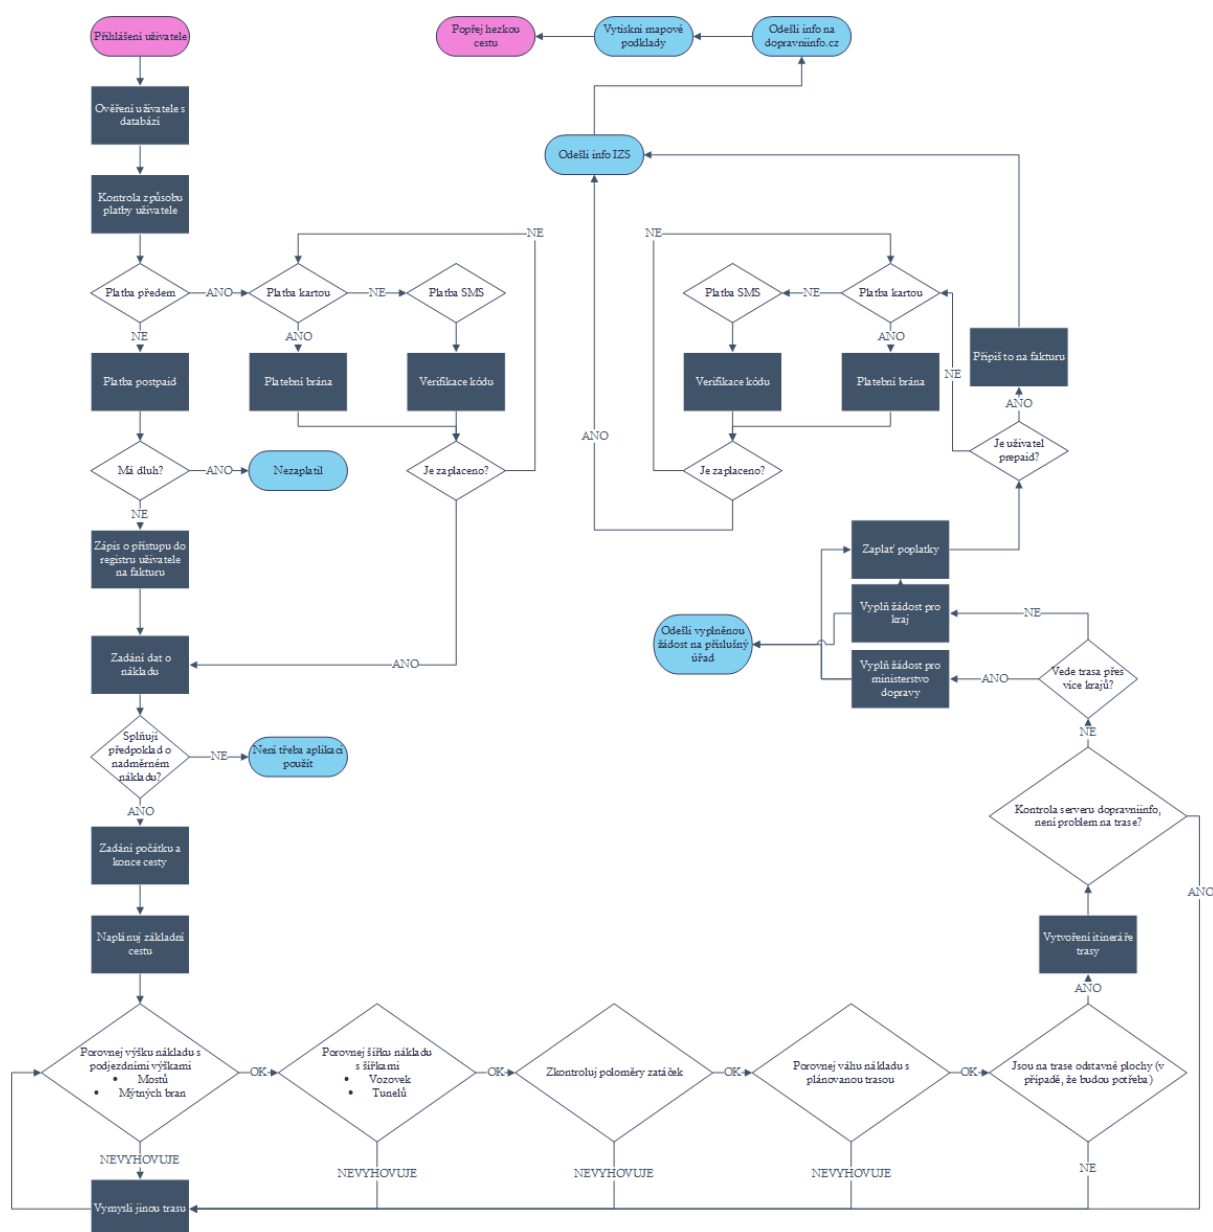 Přihlášení uživatele
Popřej hezkou
cestu
Vytiskni mapové
podklady
Odešli info na
dopravniinfo.cz
Ověření uživatele s
databází
Odešli info IZS
Kontrola způsobu
platby uživatele
NE
NE
Platba předem
ANO
Platba kartou
NE
Platba SMS
Platba SMS
NE
Platba kartou
NE
ANO
ANO
Připiš to na fakturu
NE
Platba postpaid
Platební brána
Verifikace kódu
Verifikace kódu
Platební brána
ANO
ANO
Je uživatel
prepaid?
Má dluh?
ANO
Nezaplatil
Je zaplaceno?
Je zaplaceno?
NE
Zápis o přístupu do
registru uživatele
na fakturu
Zaplať poplatky
Vyplň žádost pro
kraj
NE
Odešli vyplněnou
žádost na příslušný
úřad
Zadání dat o
nákladu
ANO
Vyplň žádost pro
ministerstvo
dopravy
ANO
Vede trasa přes
více krajů?
NE
Splňují
předpoklad o
nadměrném
nákladu?
NE
Není třeba aplikaci
použít
ANO
Kontrola serveru dopravniinfo,
není problem na trase?
Zadání počátku a
konce cesty
ANO
Naplánuj základní
cestu
Vytvoření itineráře
trasy
ANO
Porovnej výšku nákladu s
podjezdními výškami
• Mostů
• Mýtných bran
OK
Porovnej šířku nákladu
s šířkami
• Vozovek
• Tunelů
OK
Zkontroluj poloměry zatáček
OK
Porovnej váhu nákladu s
plánovanou trasou
OK
Jsou na trase odstavné plochy (v
případě, že budou potřeba)
NEVYHOVUJE
NEVYHOVUJE
NEVYHOVUJE
NEVYHOVUJE
NE
Vymysli jinou trasu